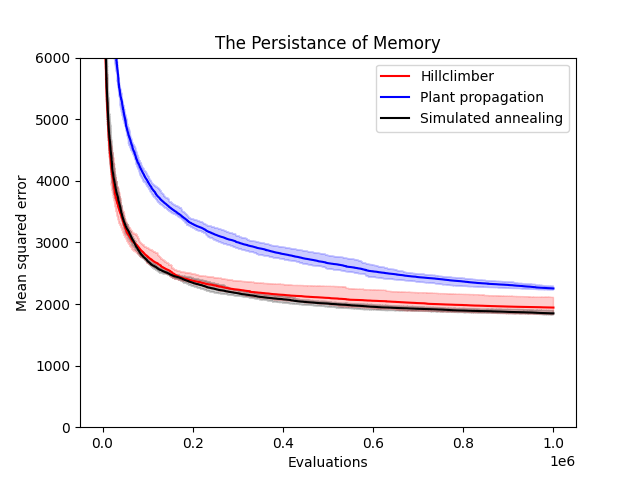 The Persistance of Memory
Hillclimber
Plant propagation
Simulated annealing
6000
5000
4000
3000
2000
1000
0
Mean squared error
0.0 0.2 0.4 0.6 0.8 1.0
1e6
Evaluations